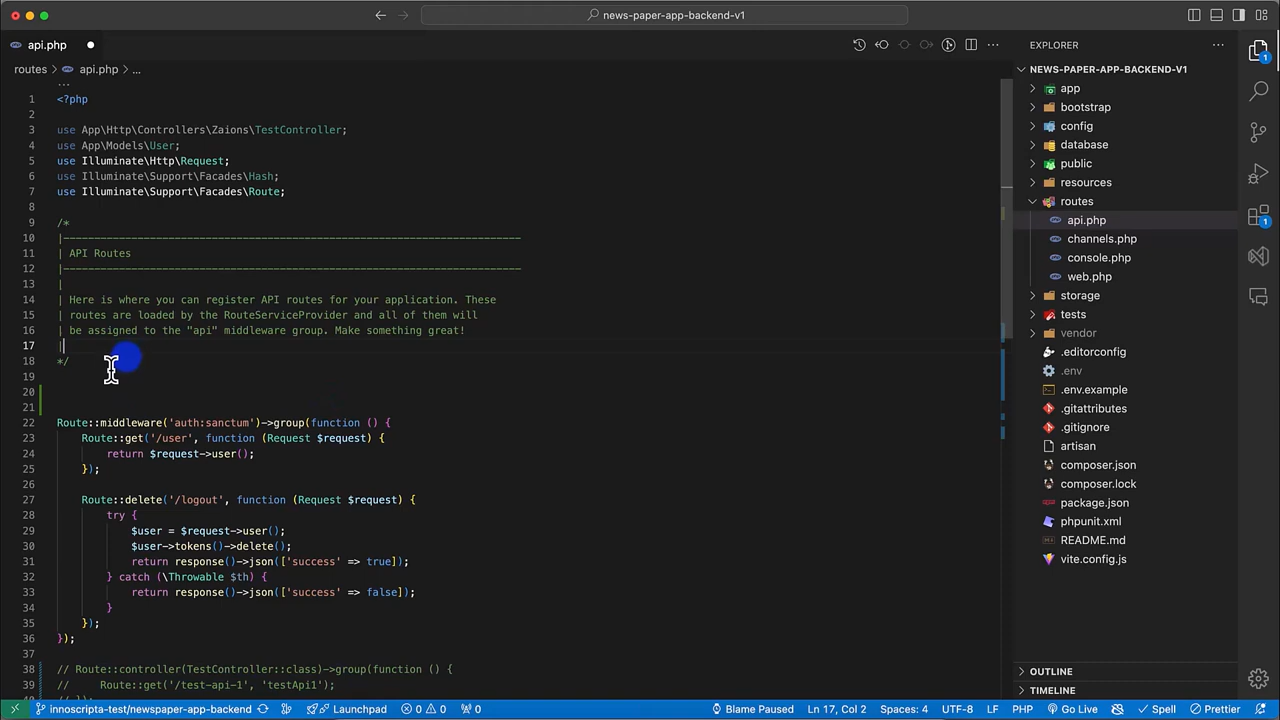 news-paper-app-backend-v1
api.php
EXPLORER
routes > api.php > ...
NEWS-PAPER-APP-BACKEND-V1
...
1 <?php
2
3 use App\Http\Controllers\Zaions\TestController;
4 use App\Models\User;
5 use Illuminate\Http\Request;
6 use Illuminate\Support\Facades\Hash;
7 use Illuminate\Support\Facades\Route;
8
9 /*
10 |--------------------------------------------------------------------------
11 | API Routes
12 |--------------------------------------------------------------------------
13 |
14 | Here is where you can register API routes for your application. These
15 | routes are loaded by the RouteServiceProvider and all of them will
16 | be assigned to the "api" middleware group. Make something great!
17 |
18 */
19
20
21
22 Route::middleware('auth:sanctum')->group(function () {
23 Route::get('/user', function (Request $request) {
24 return $request->user();
25 });
26
27 Route::delete('/logout', function (Request $request) {
28 try {
29 $user = $request->user();
30 $user->tokens()->delete();
31 return response()->json(['success' => true]);
32 } catch (\Throwable $th) {
33 return response()->json(['success' => false]);
34 }
35 });
36 });
37
38 // Route::controller(TestController::class)->group(function () {
39 // Route::get('/test-api-1', 'testApi1');
app
bootstrap
config
database
public
resources
routes
api.php
channels.php
console.php
web.php
storage
tests
vendor
.editorconfig
.env
.env.example
.gitattributes
.gitignore
artisan
composer.json
composer.lock
package.json
phpunit.xml
README.md
vite.config.js
OUTLINE
TIMELINE
1
1
innoscripta-test/newspaper-app-backend Launchpad 0 0 0 Blame Paused Ln 17, Col 2 Spaces: 4 UTF-8 LF PHP Go Live Spell Prettier